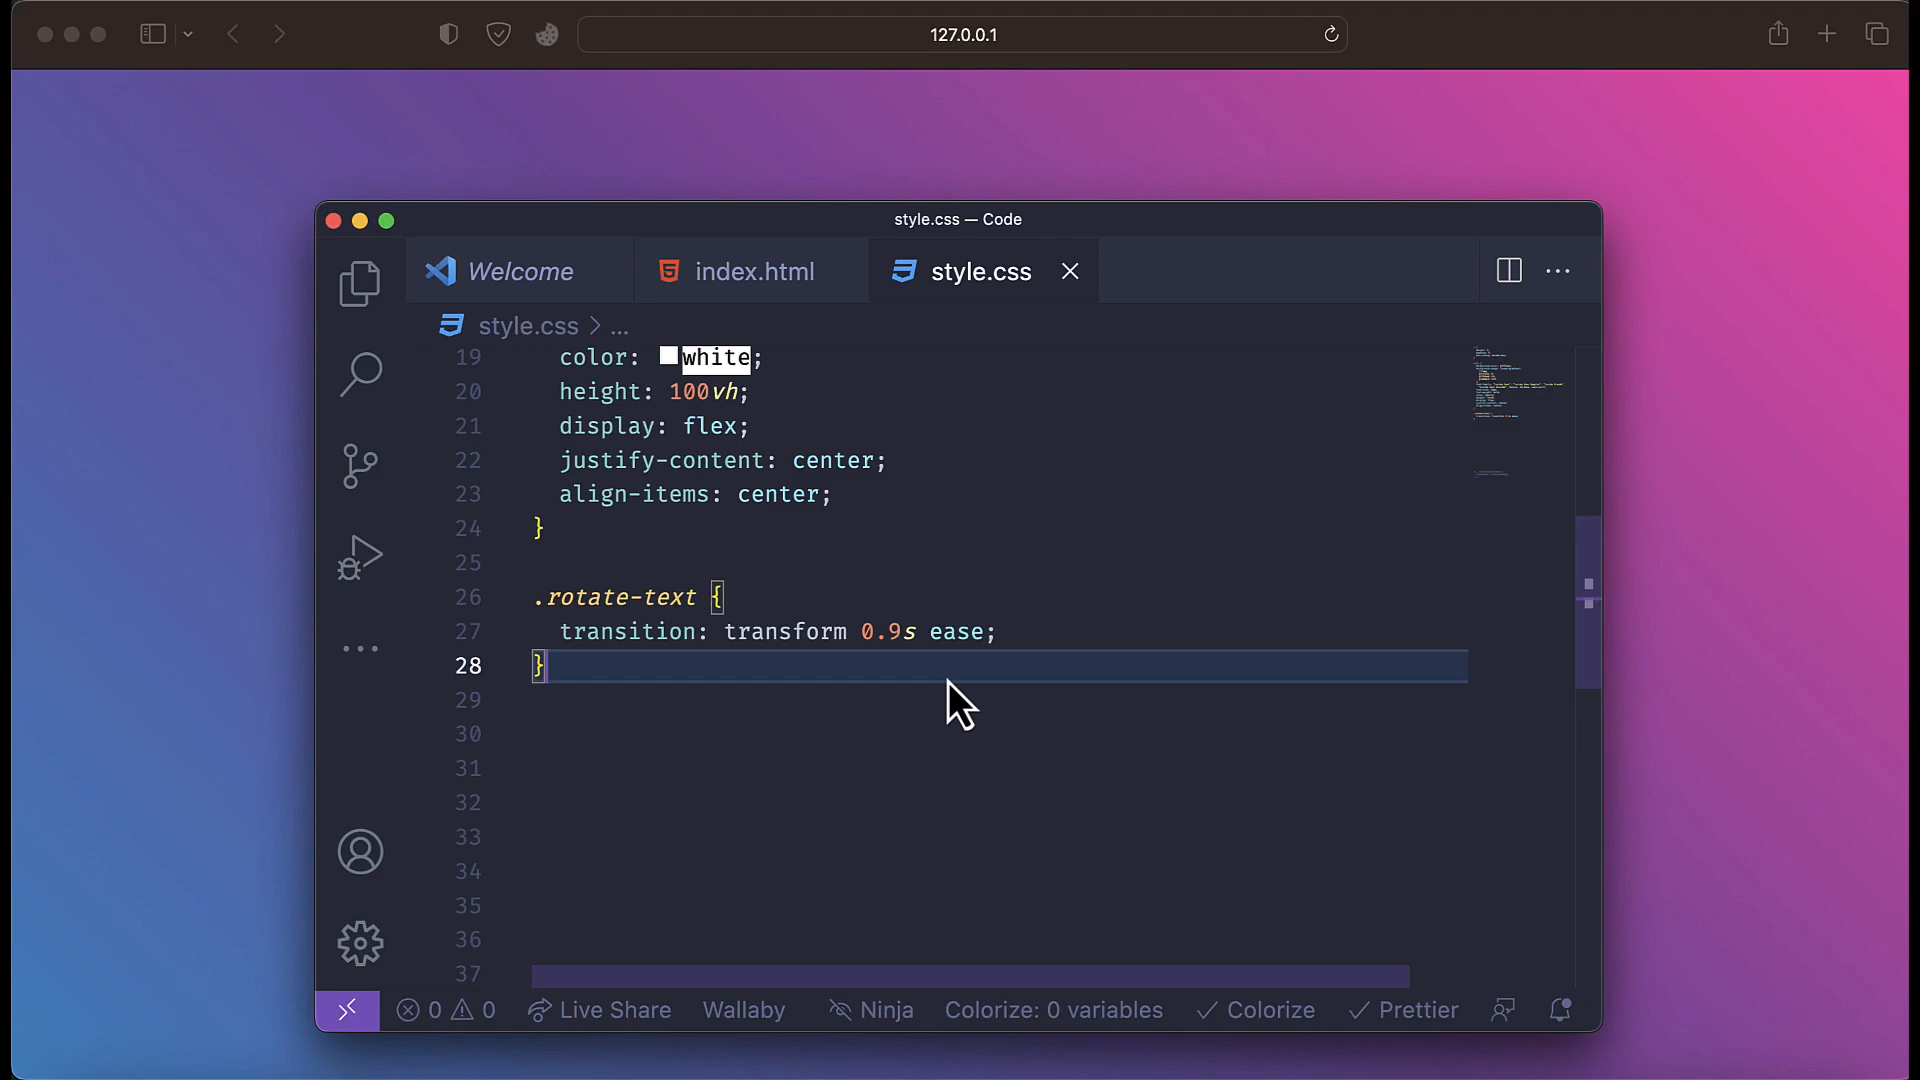 127.0.0.1
style.css — Code
Welcome
index.html
style.css
style.css > ...
19 color: white;
20 height: 100vh;
21 display: flex;
22 justify-content: center;
23 align-items: center;
24 }
25
26 .rotate-text {
27 transition: transform 0.9s ease;
28 }
29
30
31
32
33
34
35
36
37
0 0 Live Share Wallaby Ninja Colorize: 0 variables Colorize Prettier